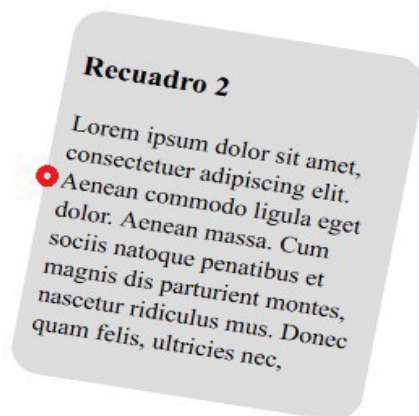 Recuadro 2
Lorem ipsum dolor sit amet,
consectetuer adipiscing elit.
Aenean commodo ligula eget
dolor. Aenean massa. Cum
sociis natoque penatibus et
magnis dis parturient montes,
nascetur ridiculus mus. Donec
quam felis, ultricies nec,